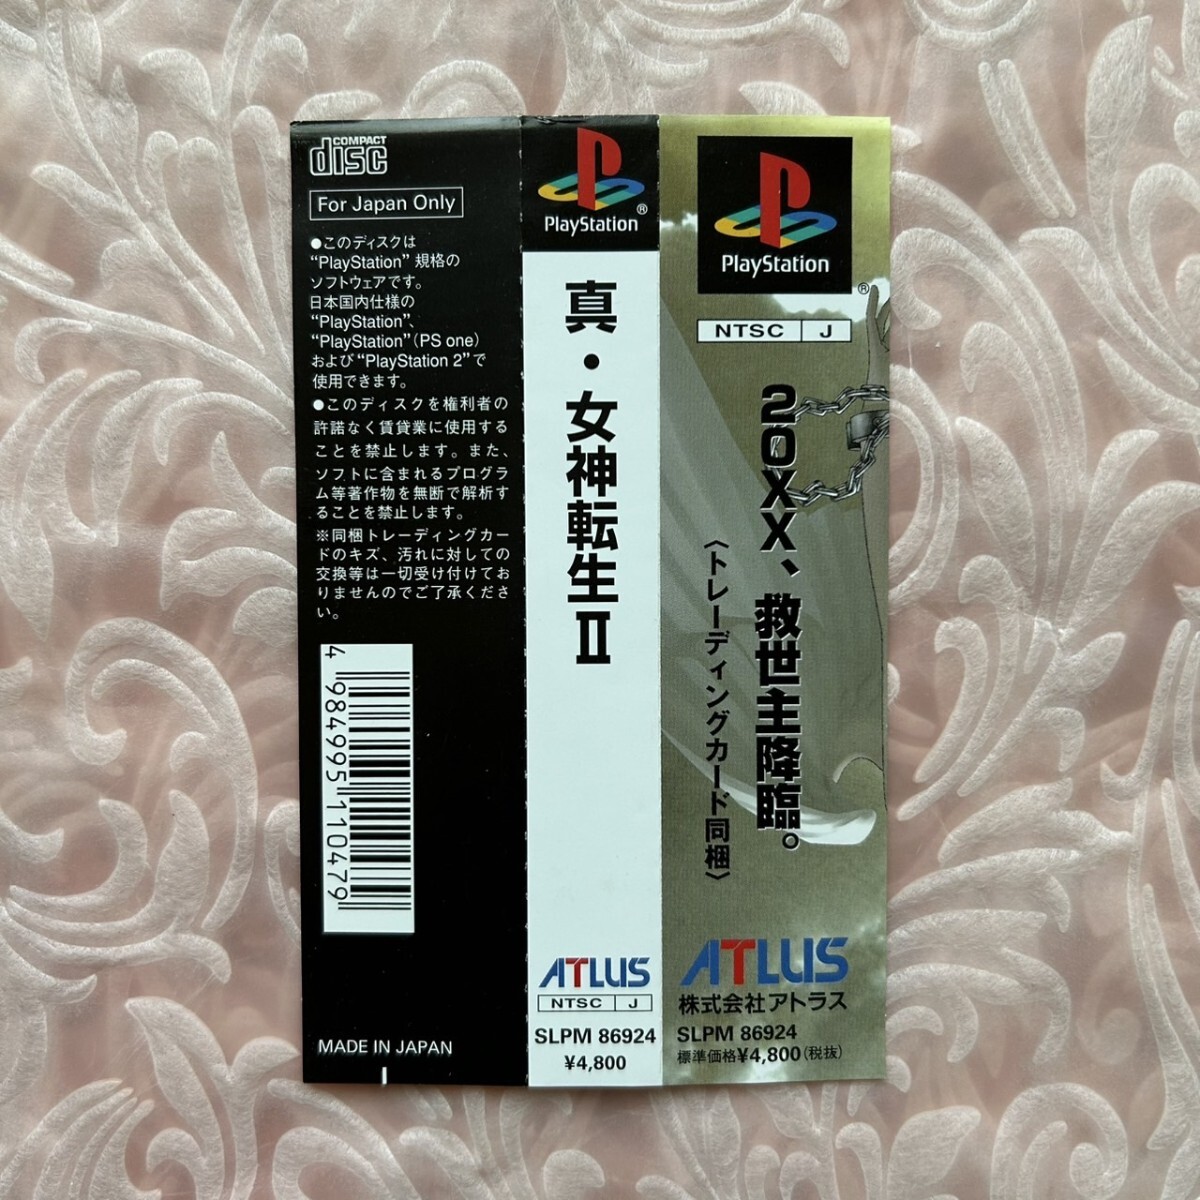 COMPACT
disc
For Japan Only
●このディスクは
“PlayStation” 規格の
ソフトウェアです。
日本国内仕様の
“PlayStation”、
“PlayStation”(PS one)
および“PlayStation 2”で
使用できます。
●このディスクを権利者の
許諾なく賃貸業に使用する
ことを禁止します。また、
ソフトに含まれるプログラ
ム等著作物を無断で解析す
ることを禁止します。
※同梱トレーディングカー
ドのキズ、汚れに対しての
交換等は一切受け付けてお
りませんのでご了承くださ
い。
4 984995 110479
MADE IN JAPAN
PlayStation
®
真・女神転生II
ATLUS
NTSC J
SLPM 86924
¥4,800
PlayStation
®
NTSC J
20XX、救世主降臨。
〈トレーディングカード同梱〉
ATLUS
株式会社アトラス
SLPM 86924
標準価格¥4,800(税抜)